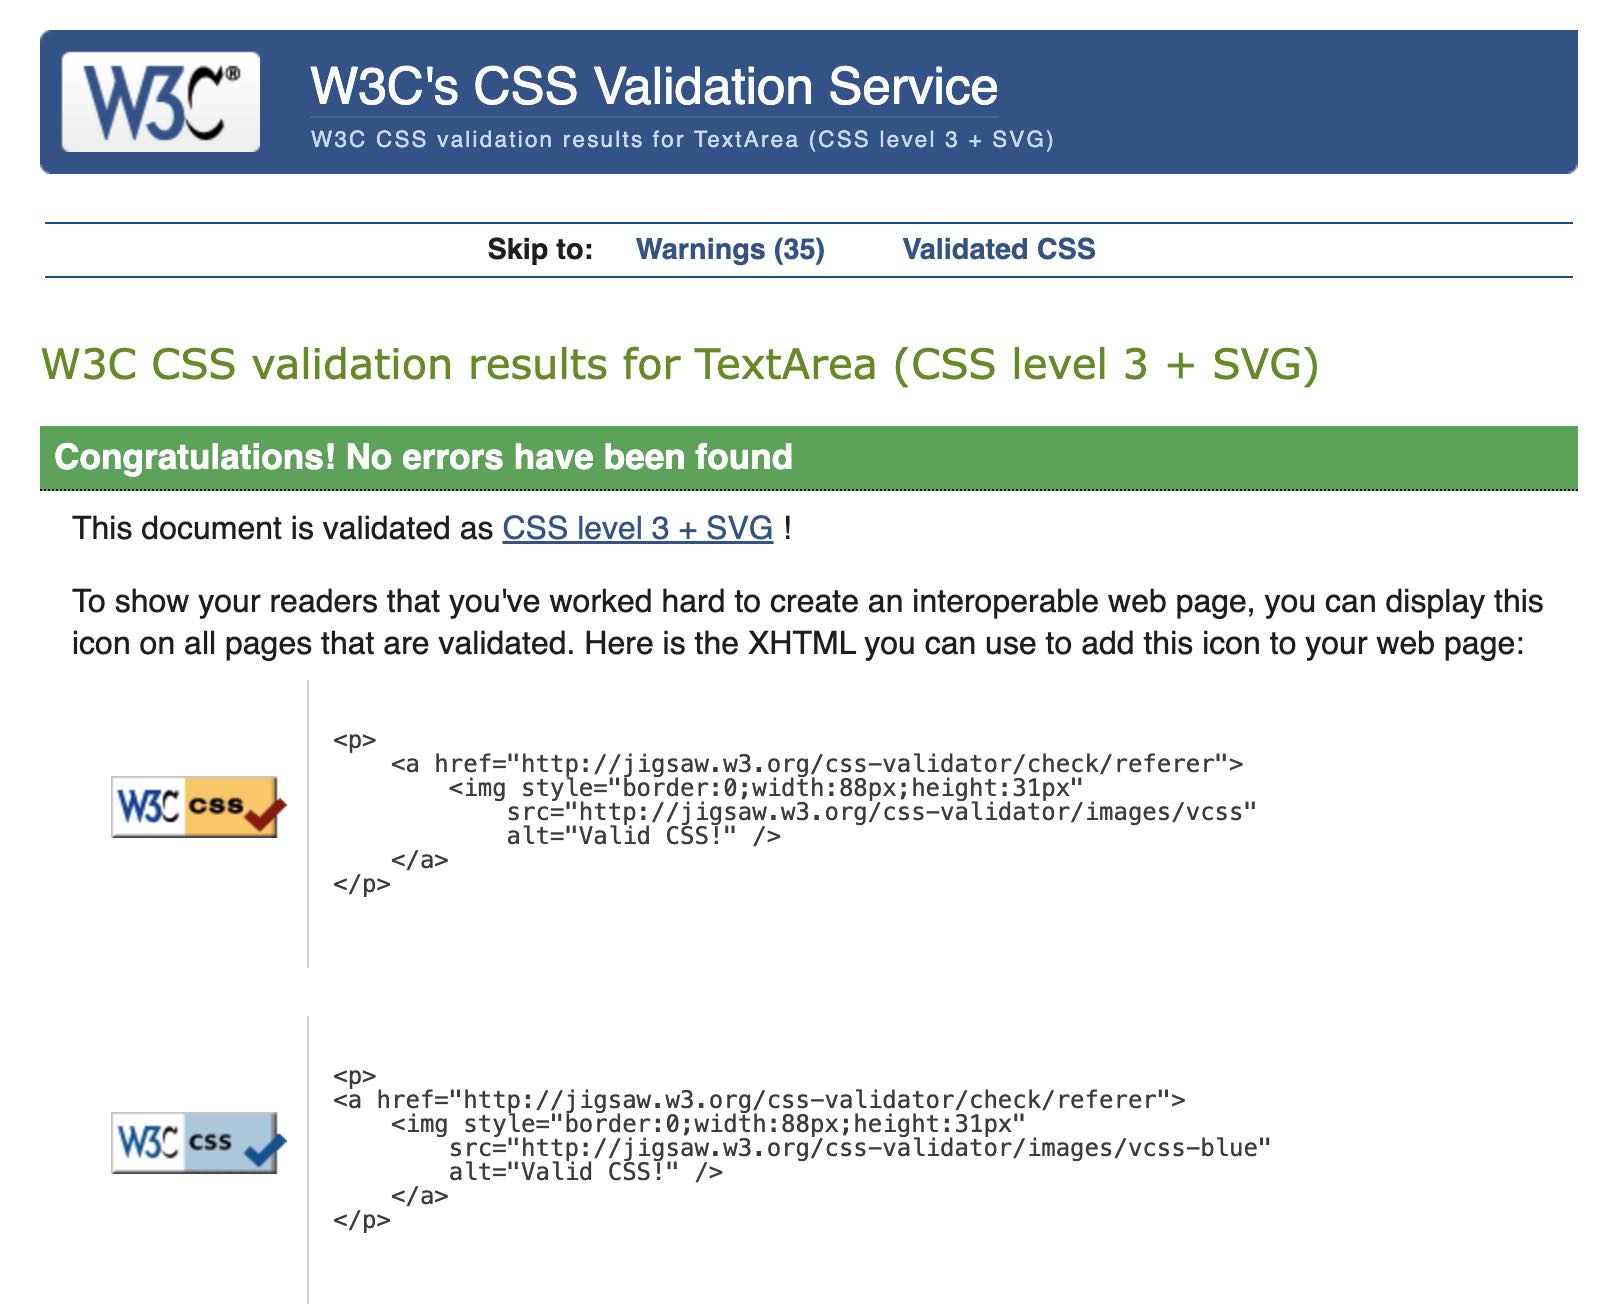 W3C®
W3C's CSS Validation Service
W3C CSS validation results for TextArea (CSS level 3 + SVG)
Skip to: Warnings (35) Validated CSS
W3C CSS validation results for TextArea (CSS level 3 + SVG)
Congratulations! No errors have been found
This document is validated as CSS level 3 + SVG !
To show your readers that you've worked hard to create an interoperable web page, you can display this
icon on all pages that are validated. Here is the XHTML you can use to add this icon to your web page:
W3C css
<p>
    <a href="http://jigsaw.w3.org/css-validator/check/referer">
        <img style="border:0;width:88px;height:31px"
            src="http://jigsaw.w3.org/css-validator/images/vcss"
            alt="Valid CSS!" />
    </a>
</p>
W3C css
<p>
<a href="http://jigsaw.w3.org/css-validator/check/referer">
    <img style="border:0;width:88px;height:31px"
        src="http://jigsaw.w3.org/css-validator/images/vcss-blue"
        alt="Valid CSS!" />
    </a>
</p>